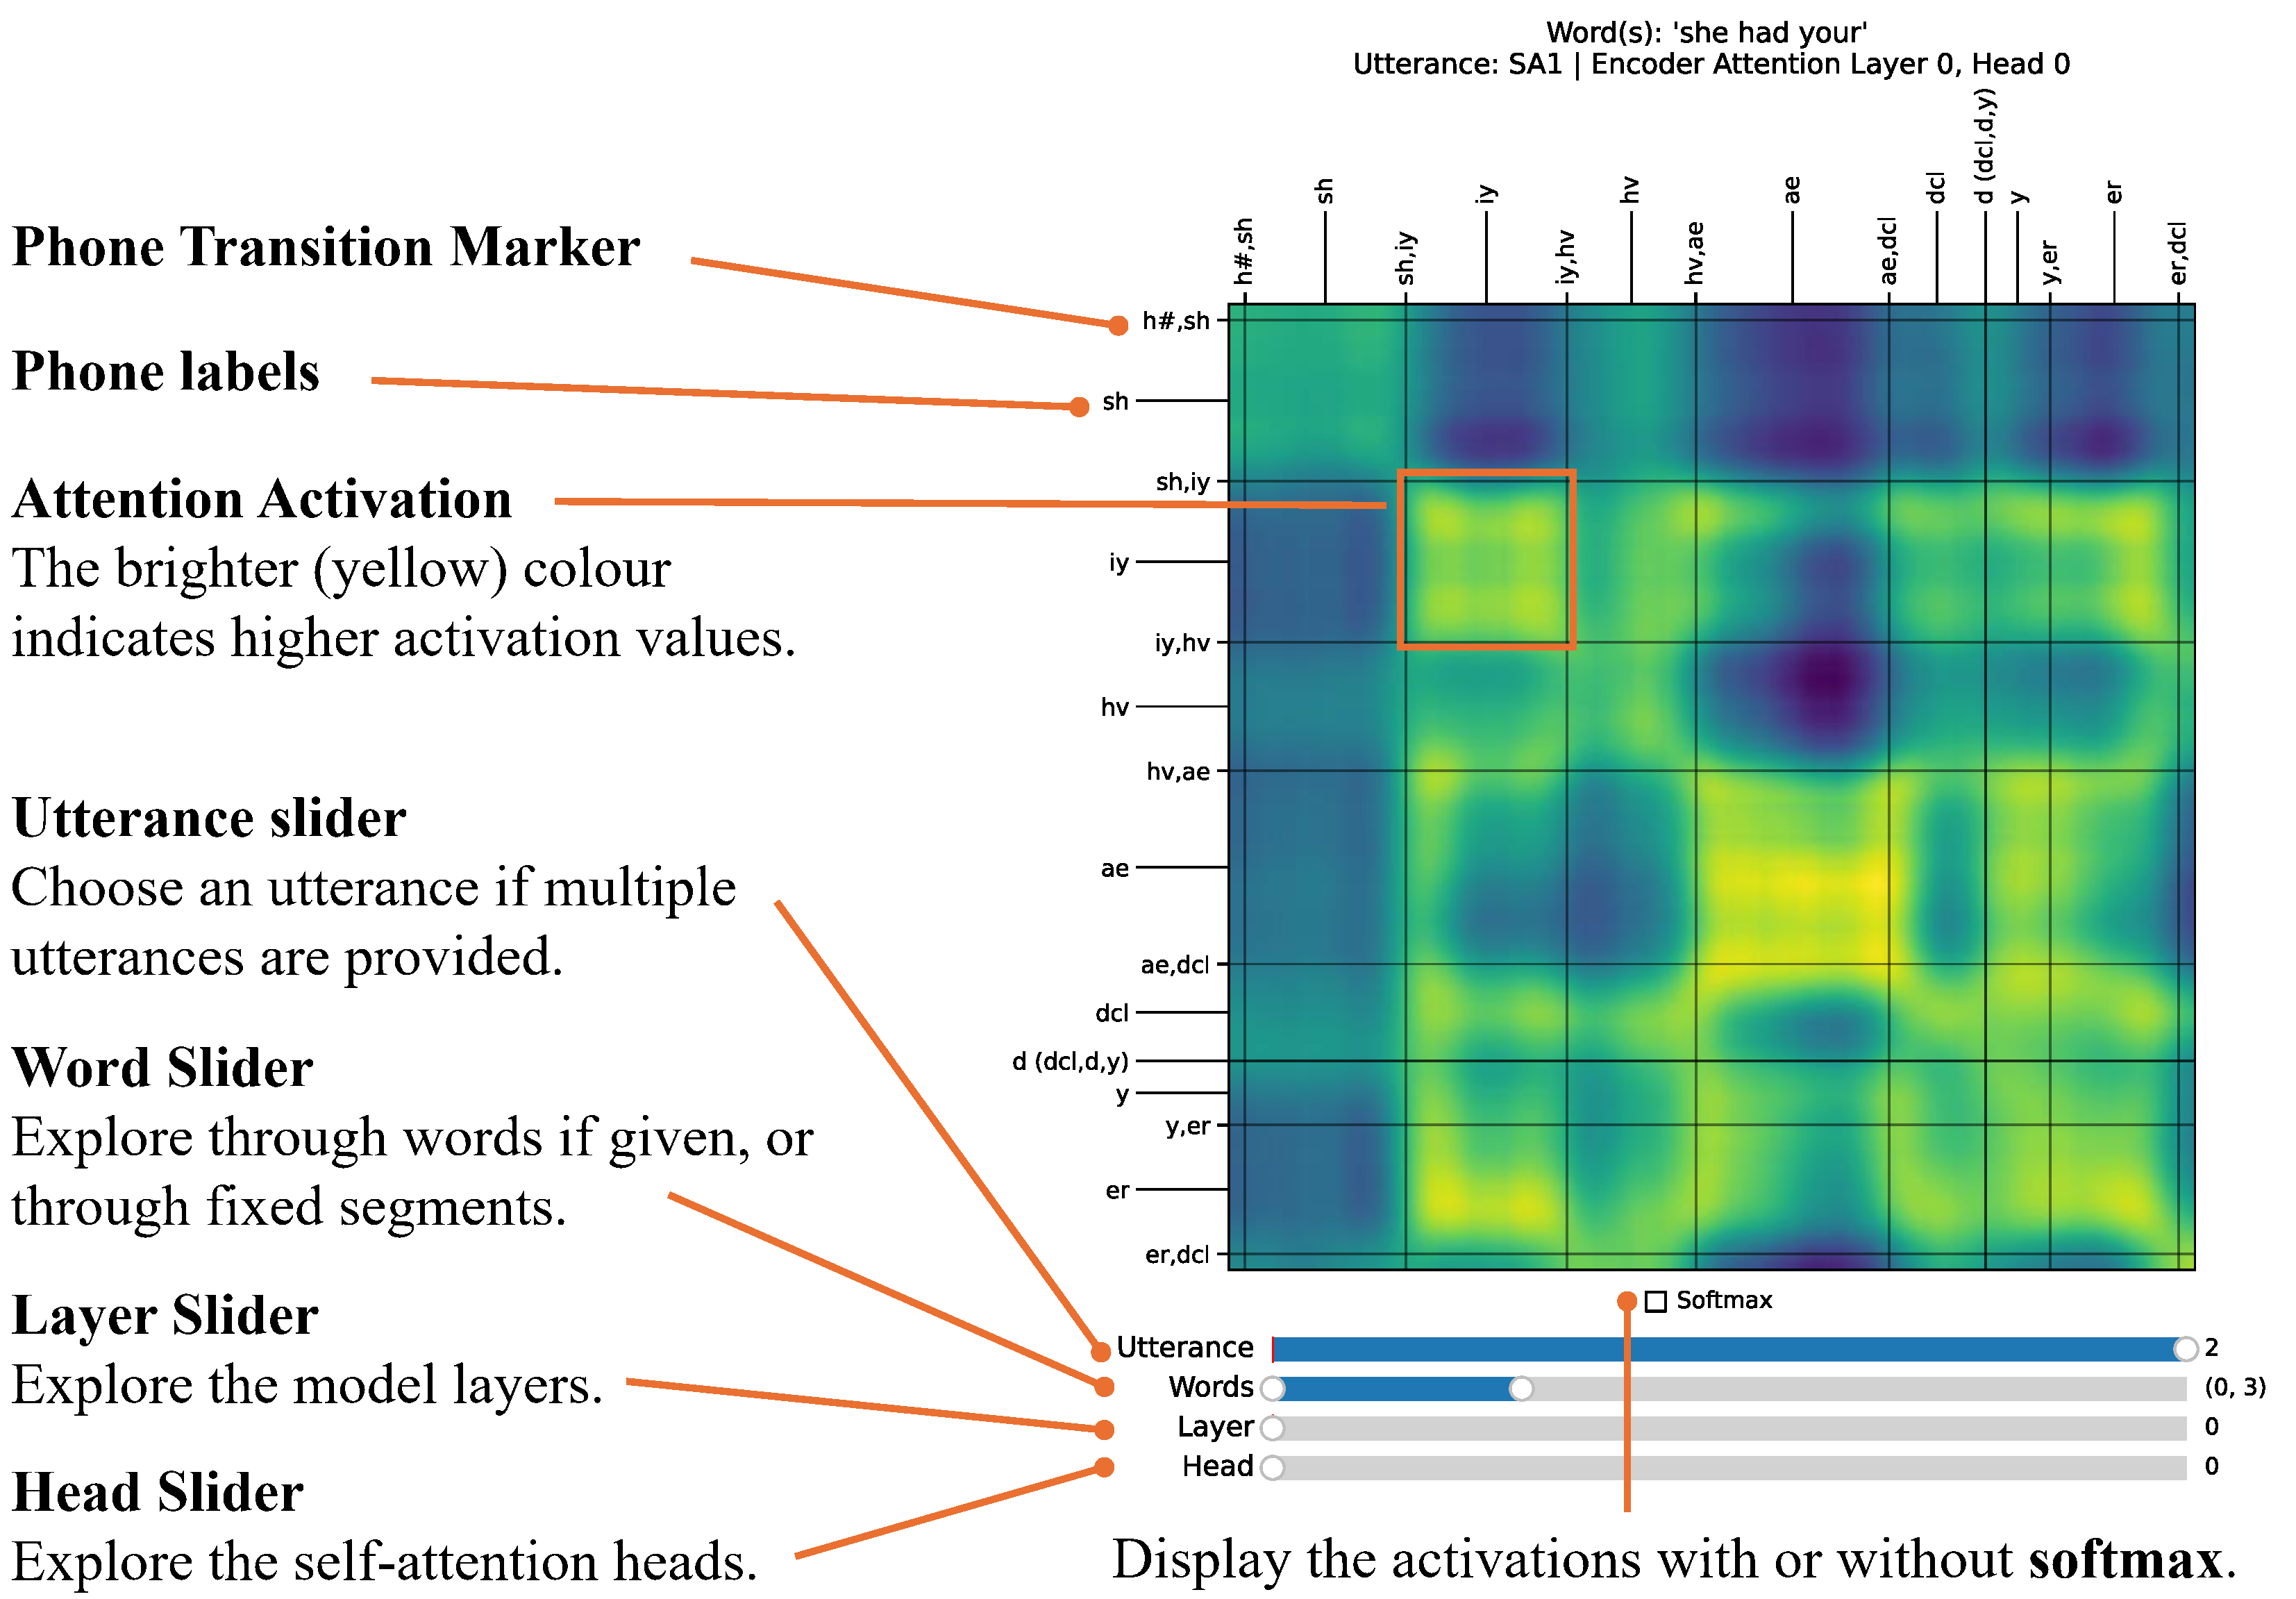 Word(s): 'she had your'
Utterance: SA1 | Encoder Attention Layer 0, Head 0
h#,sh
sh
sh,iy
iy
iy,hv
hv
hv,ae
ae
ae,dcl
dcl
d (dcl,d,y)
y
y,er
er
er,dcl
Phone Transition Marker
Phone labels
Attention Activation
The brighter (yellow) colour
indicates higher activation values.
Utterance slider
Choose an utterance if multiple
utterances are provided.
Word Slider
Explore through words if given, or
through fixed segments.
Layer Slider
Explore the model layers.
Head Slider
Explore the self-attention heads.
h#,sh
sh
sh,iy
iy
iy,hv
hv
hv,ae
ae
ae,dcl
dcl
d (dcl,d,y)
y
y,er
er
er,dcl
Softmax
Utterance 2
Words (0, 3)
Layer 0
Head 0
Display the activations with or without softmax.